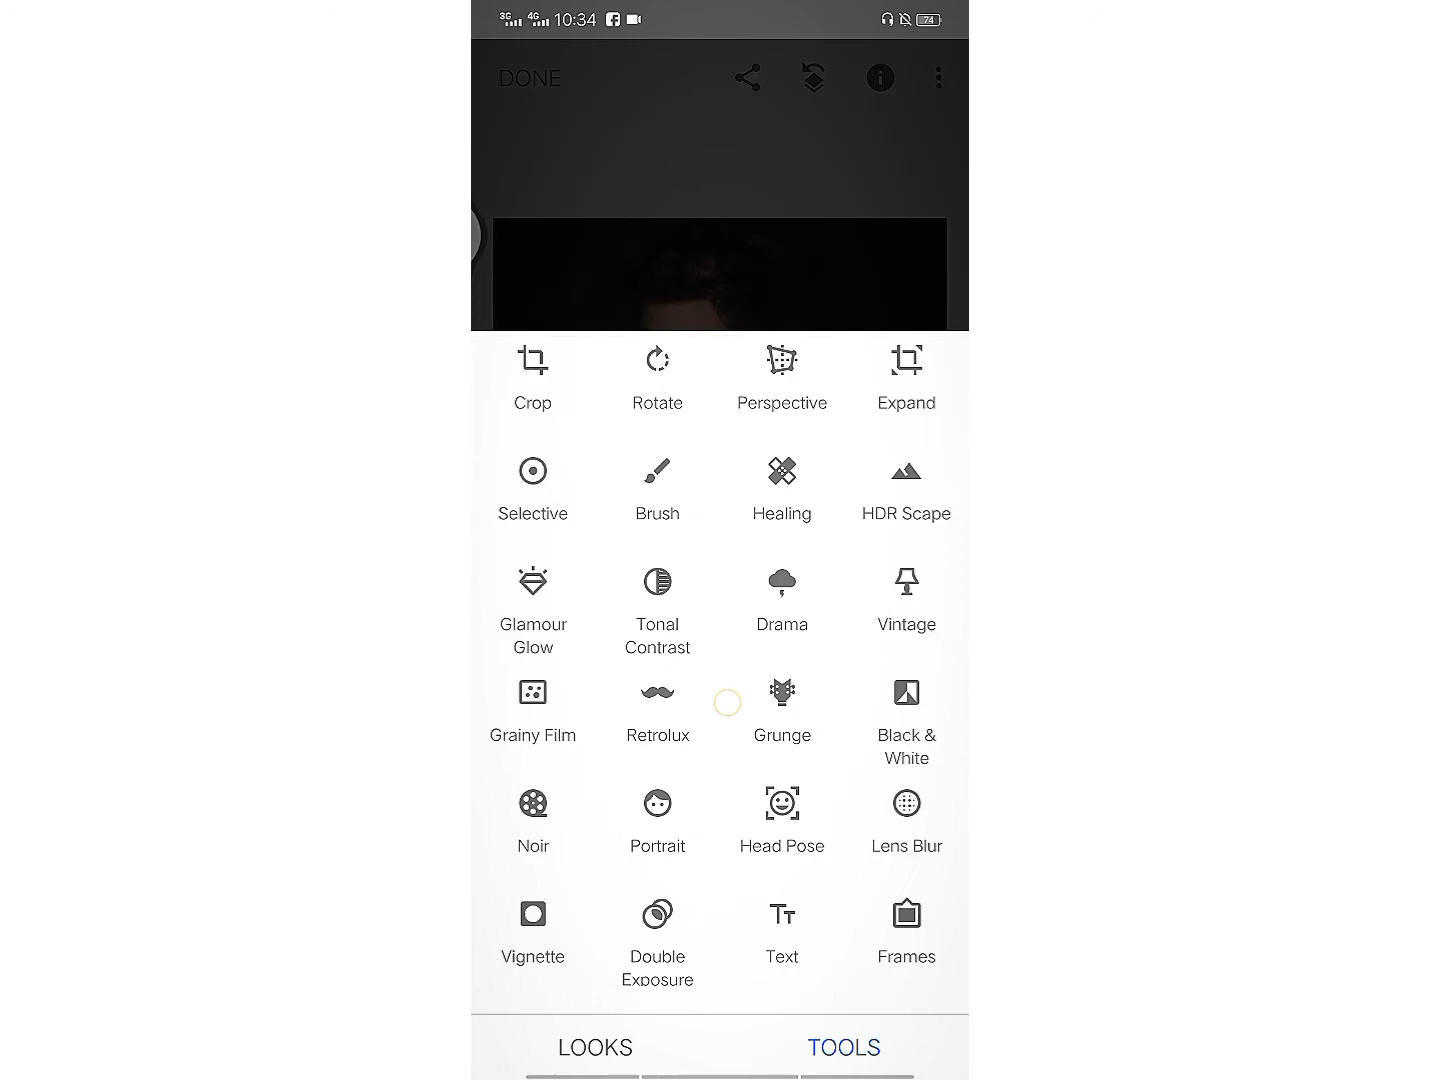 3G 4G 10:34 74
DONE
Crop Rotate Perspective Expand
Selective Brush Healing HDR Scape
Glamour Glow Tonal Contrast Drama Vintage
Grainy Film Retrolux Grunge Black & White
Noir Portrait Head Pose Lens Blur
Vignette Double Exposure Text Frames
LOOKS TOOLS